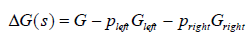 ΔG(s) = G − p_left G_left − p_right G_right